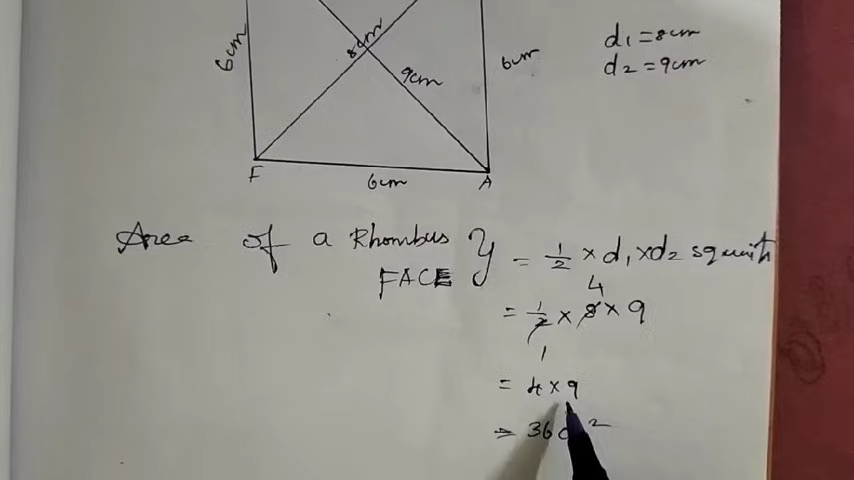 6cm
8cm
9cm
6cm
d1 = 8cm
d2 = 9cm
F
6cm
A
Area of a Rhombus
FACE
= 1/2 × d1 × d2 sq units
4
= 1/2 × 8 × 9
1
= 4 × 9
= 36 2